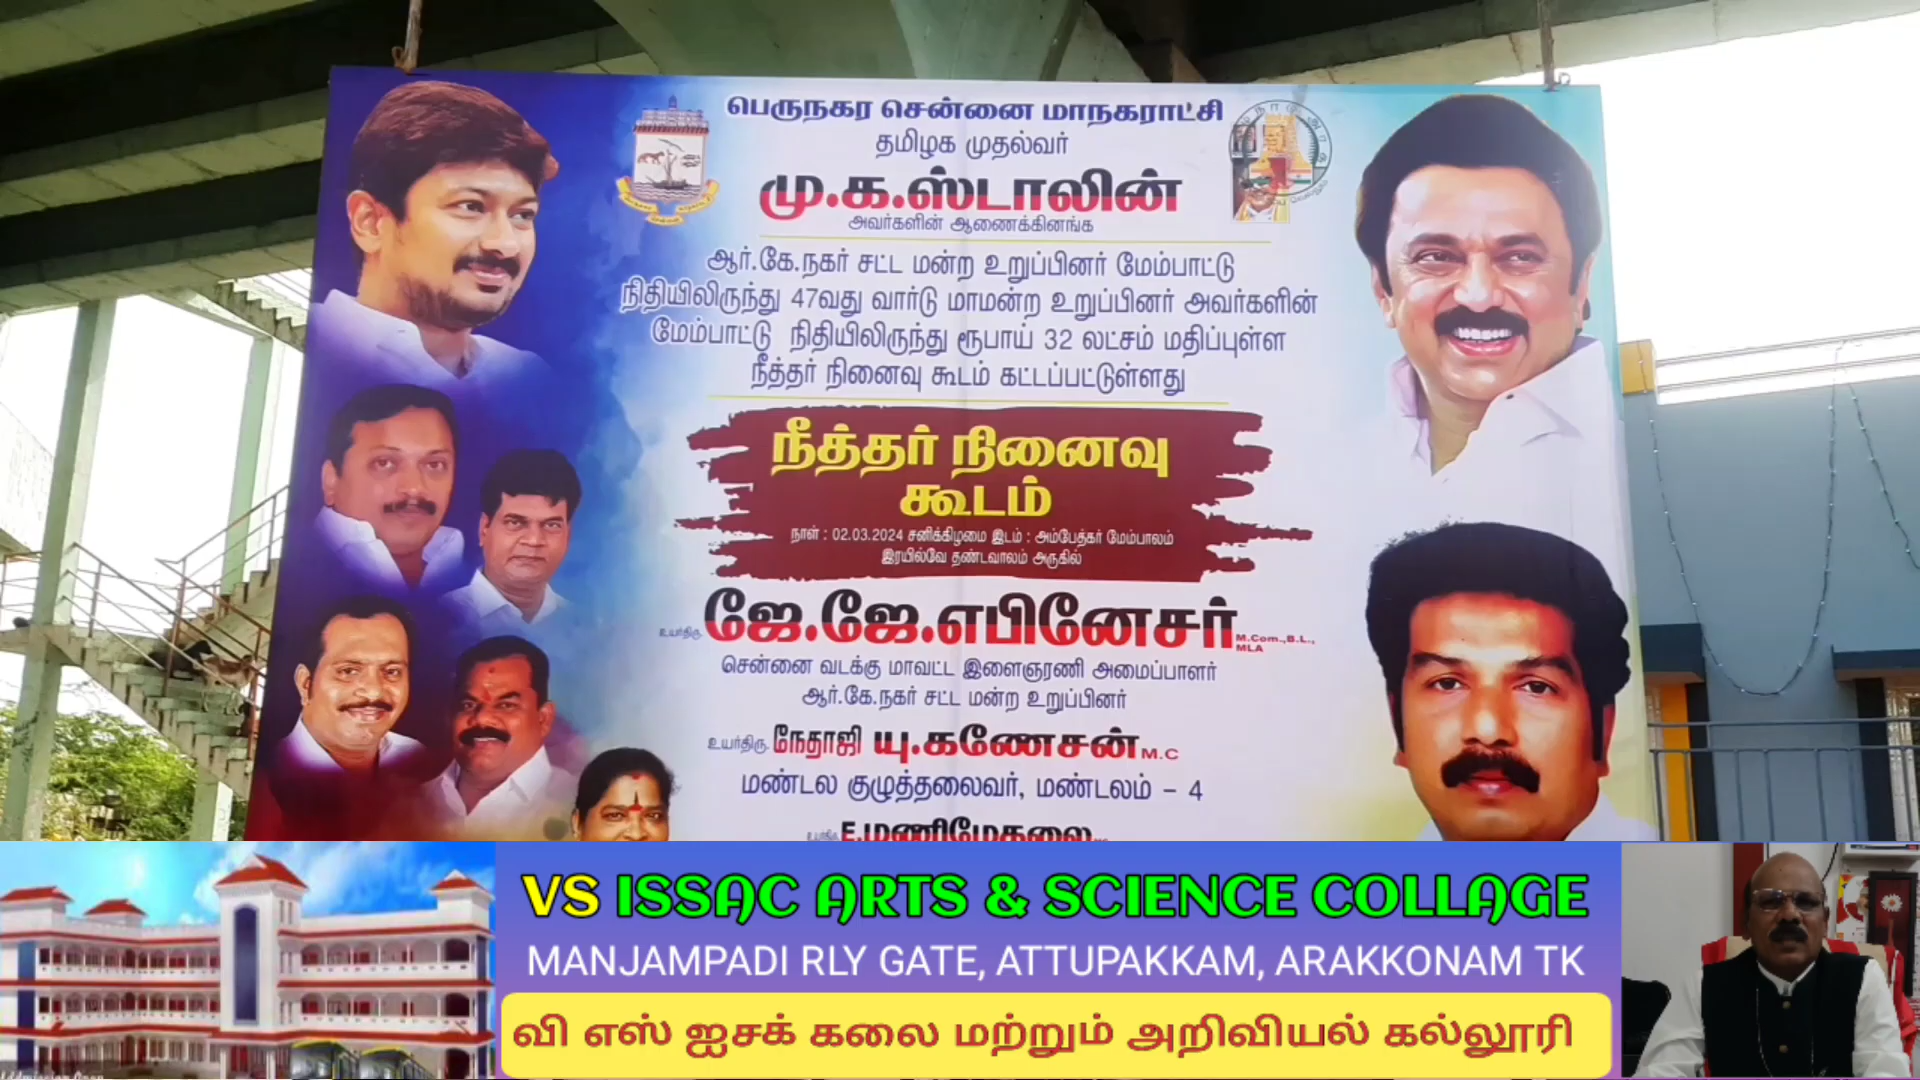 பெருநகர சென்னை மாநகராட்சி
தமிழக முதல்வர்
மு.க.ஸ்டாலின்
அவர்களின் ஆணைக்கிணங்க
ஆர்.கே.நகர் சட்ட மன்ற உறுப்பினர் மேம்பாட்டு
நிதியிலிருந்து 47வது வார்டு மாமன்ற உறுப்பினர் அவர்களின்
மேம்பாட்டு நிதியிலிருந்து ரூபாய் 32 லட்சம் மதிப்புள்ள
நீத்தார் நினைவு கூடம் கட்டப்பட்டுள்ளது
நீத்தார் நினைவு
கூடம்
நாள் : 02.03.2024 சனிக்கிழமை இடம் : அம்பேத்கர் மேம்பாலம்
இரயில்வே தண்டவாலம் அருகில்
உயர்திரு. ஜே.ஜே.எபினேசர் M.Com.,B.L., MLA
சென்னை வடக்கு மாவட்ட இளைஞரணி அமைப்பாளர்
ஆர்.கே.நகர் சட்ட மன்ற உறுப்பினர்
உயர்திரு. நேதாஜி யு.கணேசன் M.C
மண்டல குழுத்தலைவர், மண்டலம் – 4
E.மணிமேகலை
VS ISSAC ARTS & SCIENCE COLLAGE
MANJAMPADI RLY GATE, ATTUPAKKAM, ARAKKONAM TK
வி எஸ் ஐசக் கலை மற்றும் அறிவியல் கல்லூரி